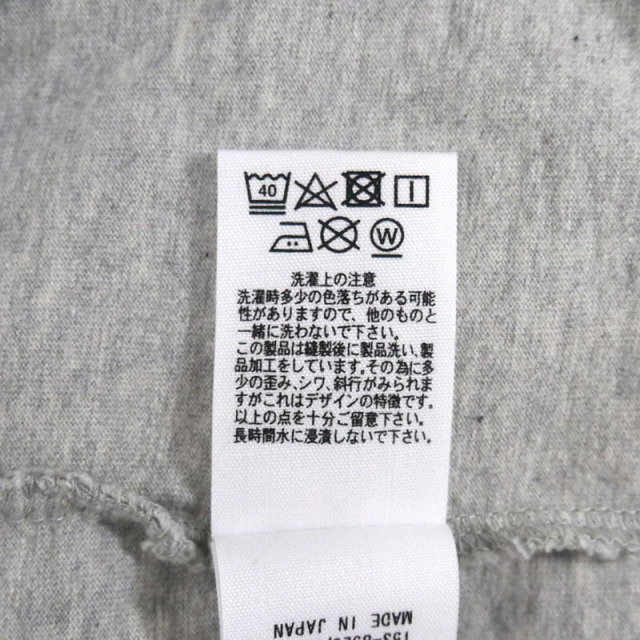 40
W
洗濯上の注意
洗濯時多少の色落ちがある可能
性がありますので、他のものと
一緒に洗わないで下さい。
この製品は縫製後に製品洗い、製
品加工をしています。その為に多
少の歪み、シワ、斜行がみられま
すがこれはデザインの特徴です。
以上の点を十分ご留意下さい。
長時間水に浸漬しないで下さい。
MADE IN JAPAN